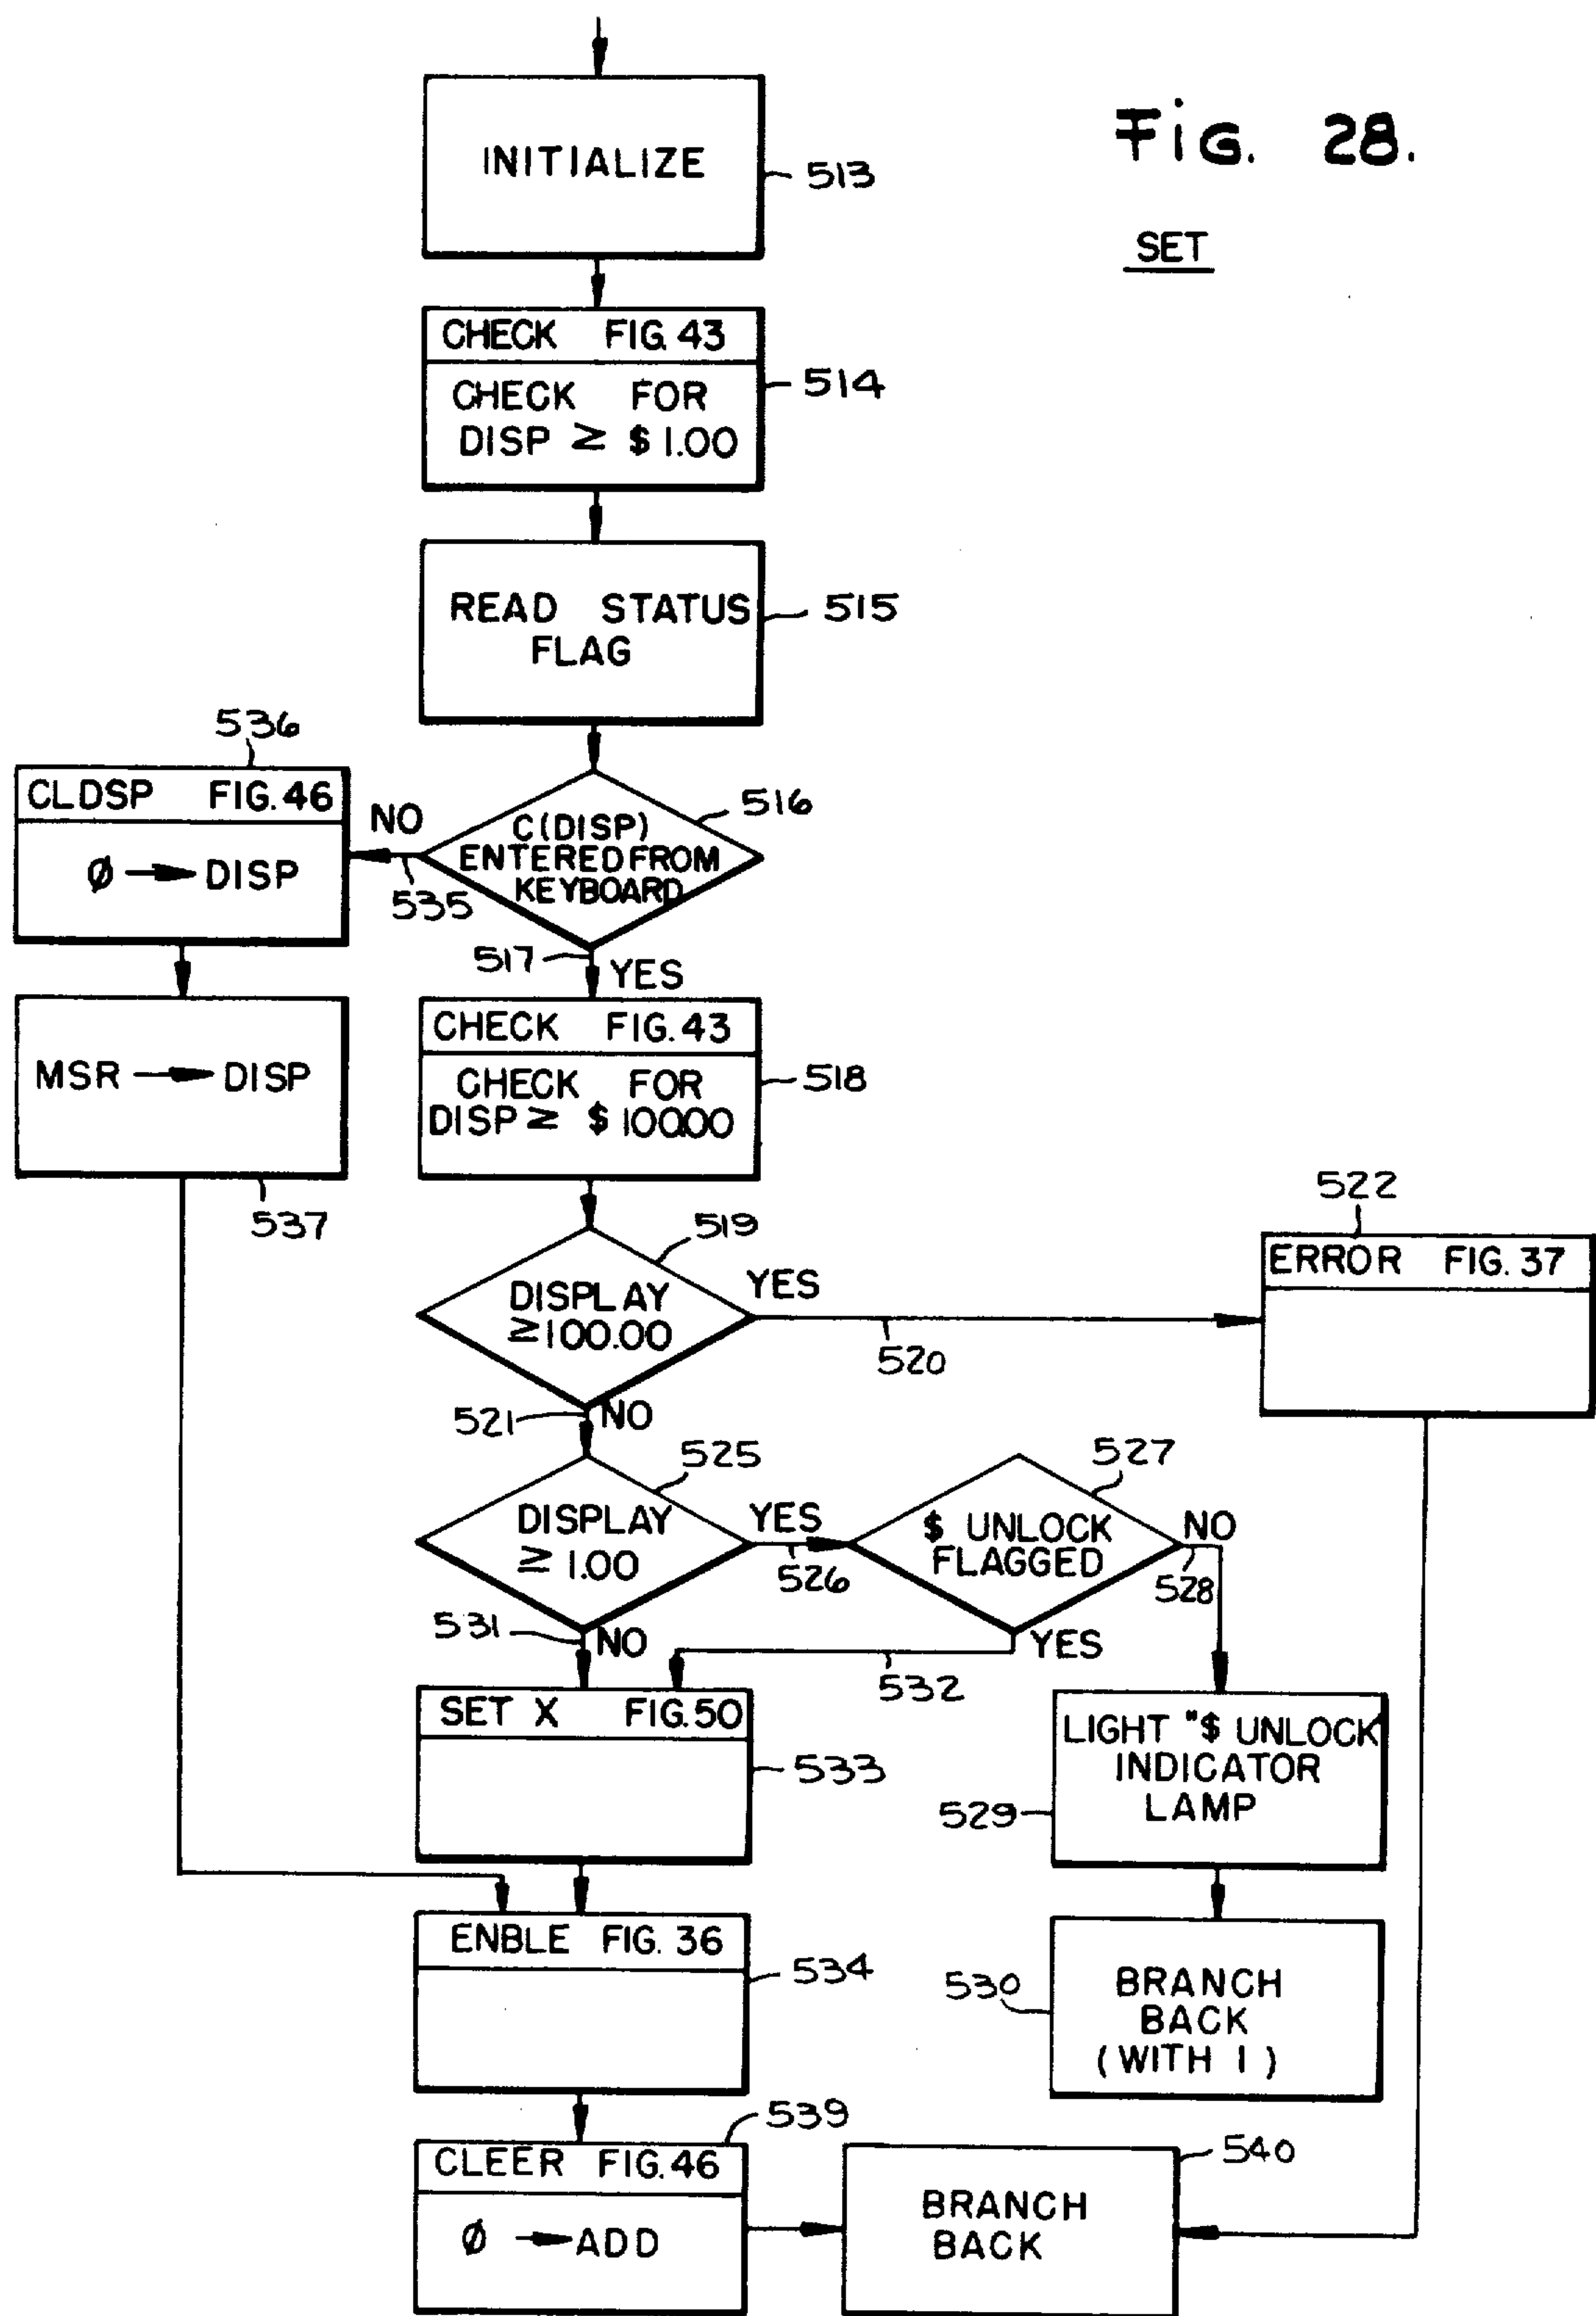 FiG. 28.
SET
INITIALIZE
513
CHECK FIG. 43
CHECK FOR
DISP ≥ $ 1.00
514
READ STATUS
FLAG
515
536
CLDSP FIG. 46
Ø → DISP
NO
535
516
C(DISP)
ENTERED FROM
KEYBOARD
517
YES
MSR → DISP
537
CHECK FIG. 43
CHECK FOR
DISP ≥ $ 100.00
518
519
DISPLAY
≥100.00
YES
520
522
ERROR FIG. 37
521
NO
525
DISPLAY
≥ 1.00
YES
526
527
$ UNLOCK
FLAGGED
NO
528
531
NO
YES
532
SET X FIG. 50
533
LIGHT "$ UNLOCK
INDICATOR
LAMP
529
ENBLE FIG. 36
534
530
BRANCH
BACK
(WITH 1)
539
CLEER FIG. 46
Ø → ADD
540
BRANCH
BACK